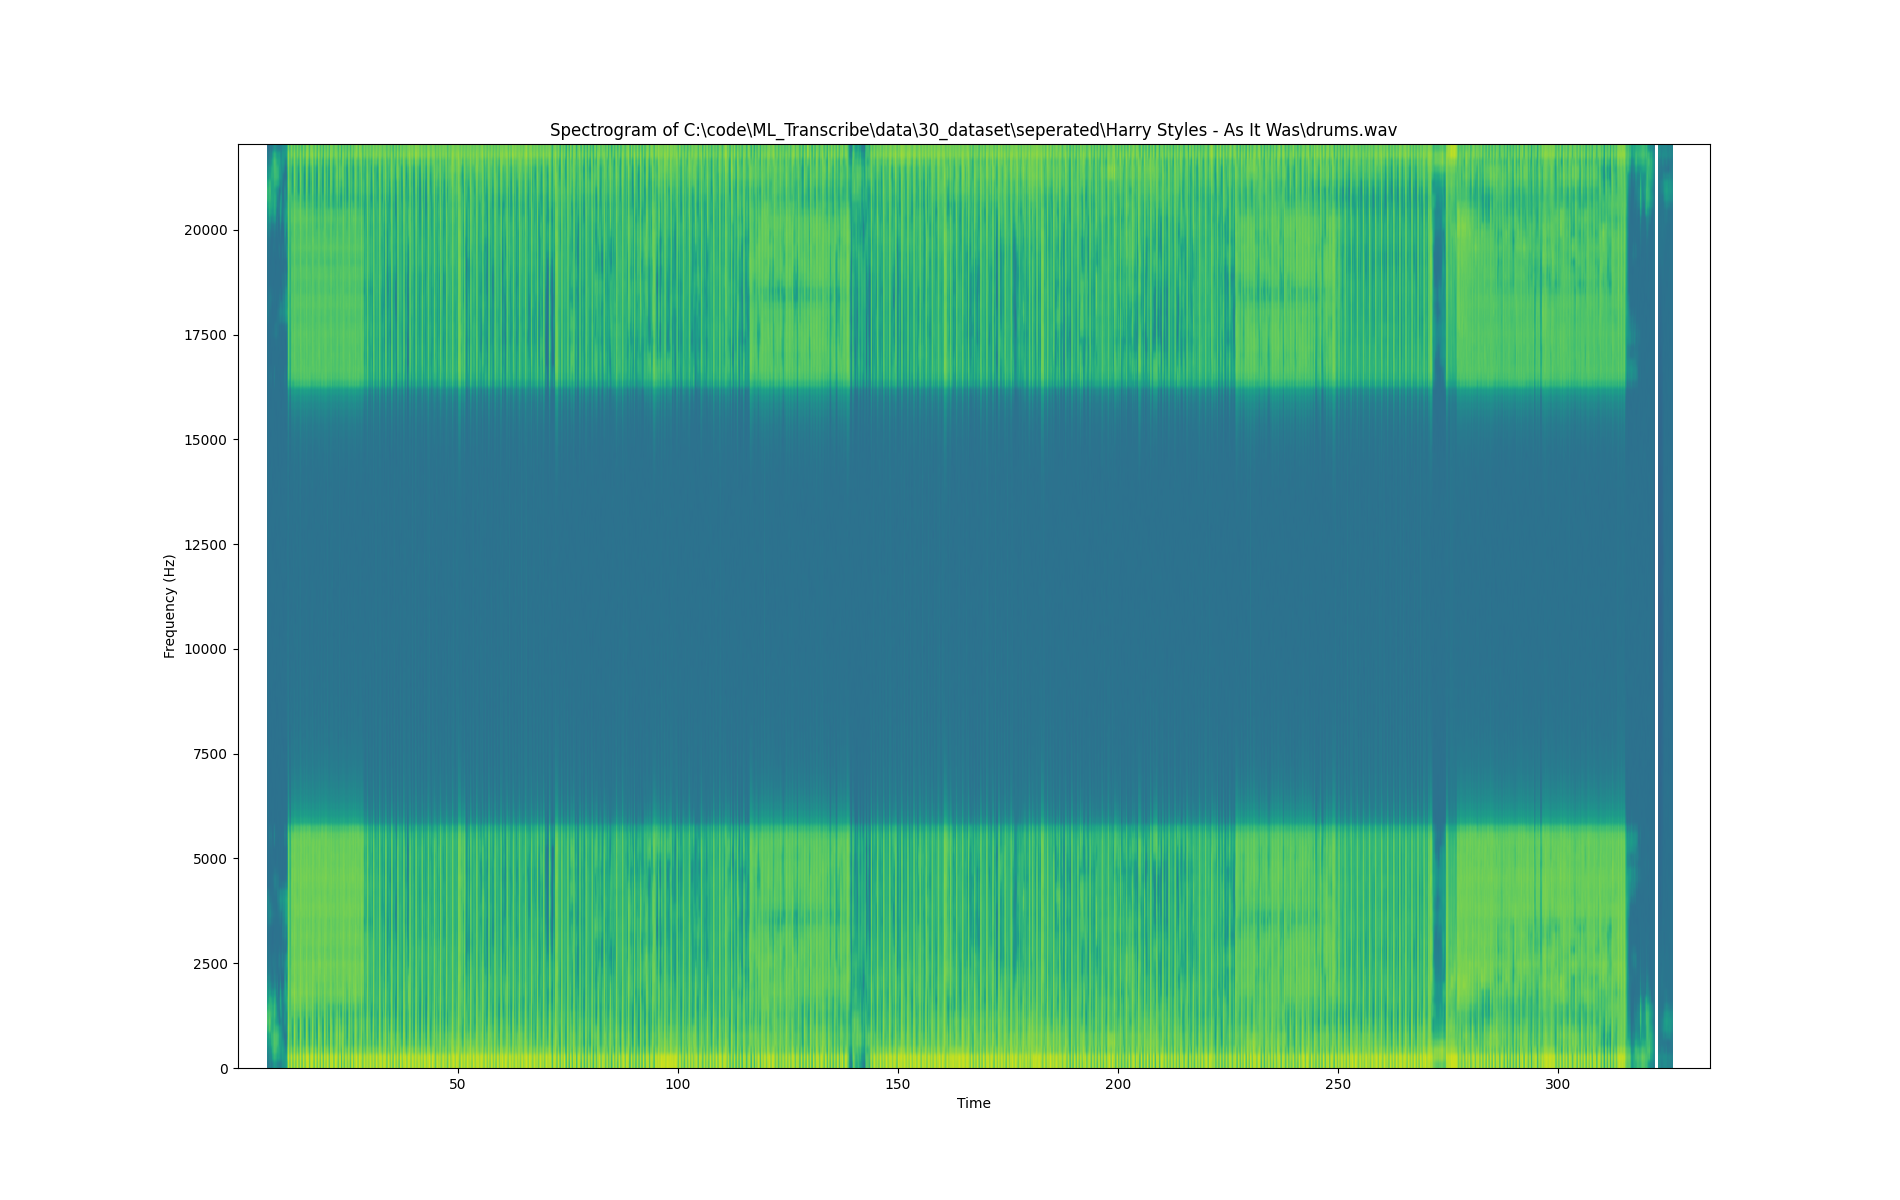 Spectrogram of C:\code\ML_Transcribe\data\30_dataset\seperated\Harry Styles - As It Was\drums.wav
Frequency (Hz)
20000
17500
15000
12500
10000
7500
5000
2500
0
50 100 150 200 250 300
Time